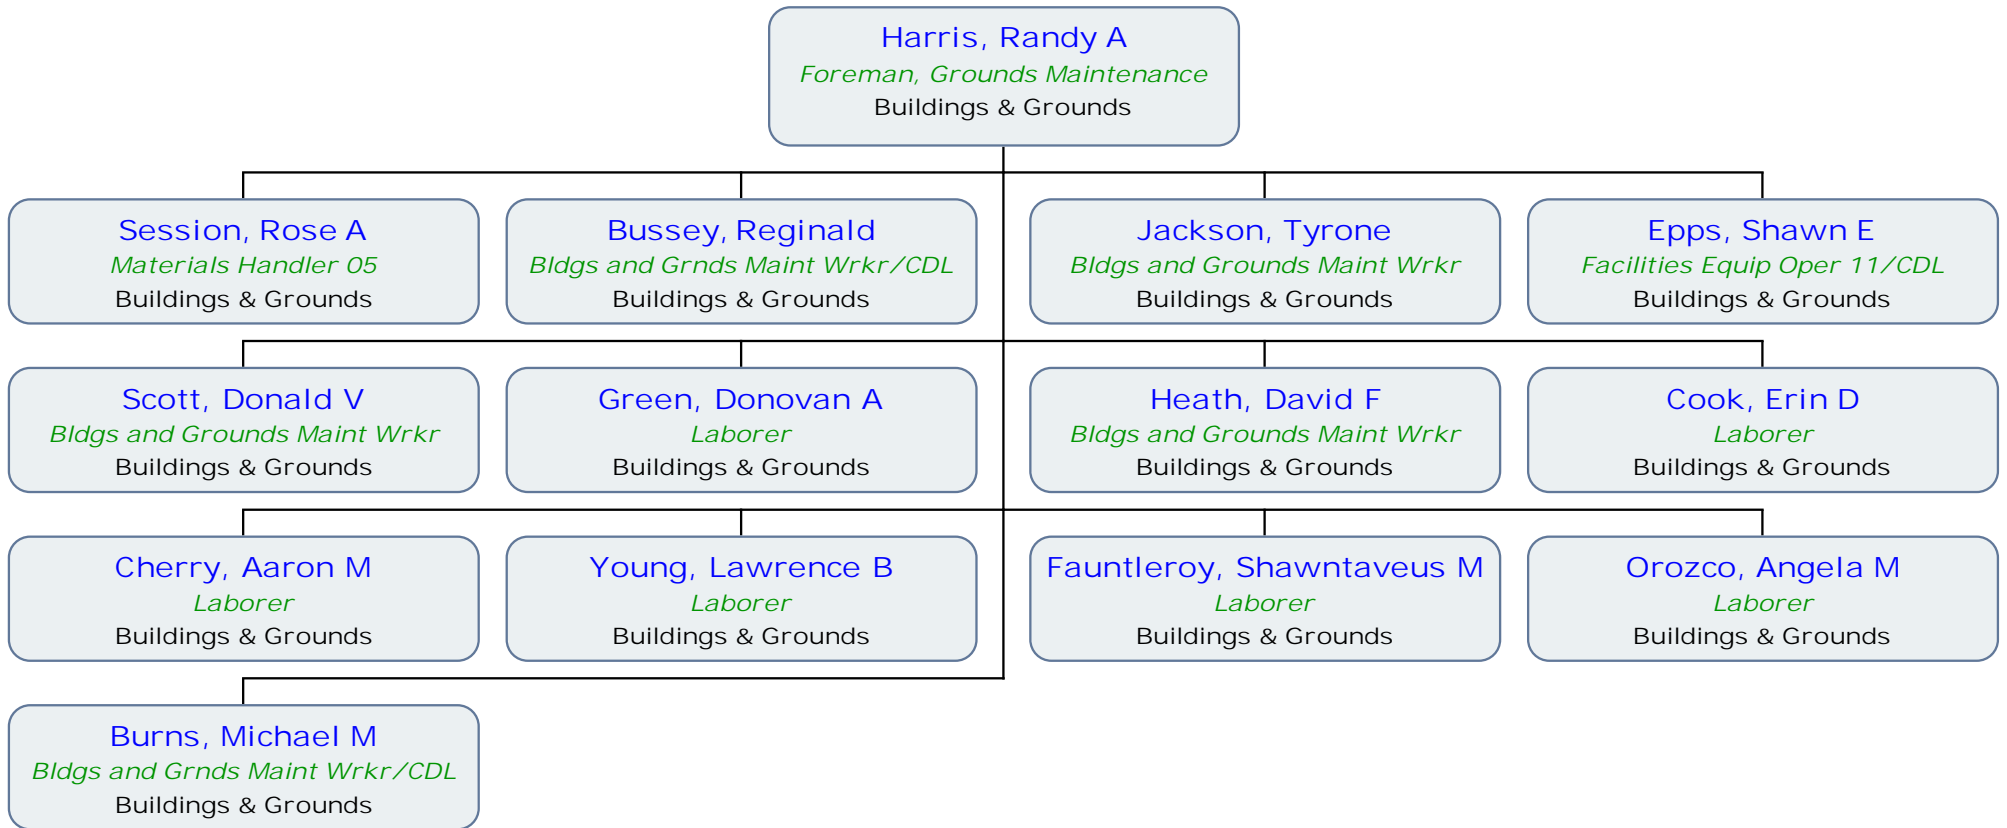 Harris, Randy A
Foreman, Grounds Maintenance
Buildings & Grounds
Session, Rose A
Materials Handler 05
Buildings & Grounds
Bussey, Reginald
Bldgs and Grnds Maint Wrkr/CDL
Buildings & Grounds
Jackson, Tyrone
Bldgs and Grounds Maint Wrkr
Buildings & Grounds
Epps, Shawn E
Facilities Equip Oper 11/CDL
Buildings & Grounds
Scott, Donald V
Bldgs and Grounds Maint Wrkr
Buildings & Grounds
Green, Donovan A
Laborer
Buildings & Grounds
Heath, David F
Bldgs and Grounds Maint Wrkr
Buildings & Grounds
Cook, Erin D
Laborer
Buildings & Grounds
Cherry, Aaron M
Laborer
Buildings & Grounds
Young, Lawrence B
Laborer
Buildings & Grounds
Fauntleroy, Shawntaveus M
Laborer
Buildings & Grounds
Orozco, Angela M
Laborer
Buildings & Grounds
Burns, Michael M
Bldgs and Grnds Maint Wrkr/CDL
Buildings & Grounds